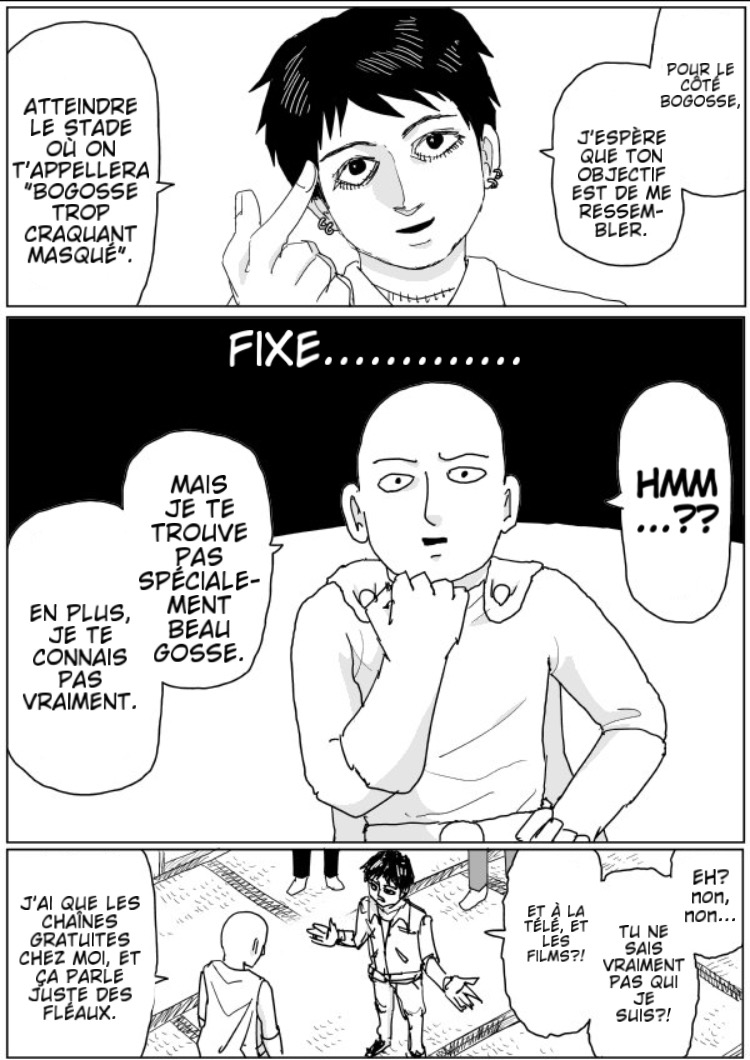 POUR LE
CÔTÉ
BOGOSSE,
J'ESPÈRE
QUE TON
OBJECTIF
EST DE ME
RESSEM-
BLER.
ATTEINDRE
LE STADE
OÙ ON
T'APPELLERA
"BOGOSSE
TROP
CRAQUANT
MASQUÉ".
FIXE.............
HMM
...??
MAIS
JE TE
TROUVE
PAS
SPÉCIALE-
MENT
BEAU
GOSSE.
EN PLUS,
JE TE
CONNAIS
PAS
VRAIMENT.
EH?
non,
non...
TU NE
SAIS
VRAIMENT
PAS QUI
JE
SUIS?!
ET À LA
TÉLÉ, ET
LES
FILMS?!
J'AI QUE LES
CHAÎNES
GRATUITES
CHEZ MOI, ET
ÇA PARLE
JUSTE DES
FLÉAUX.